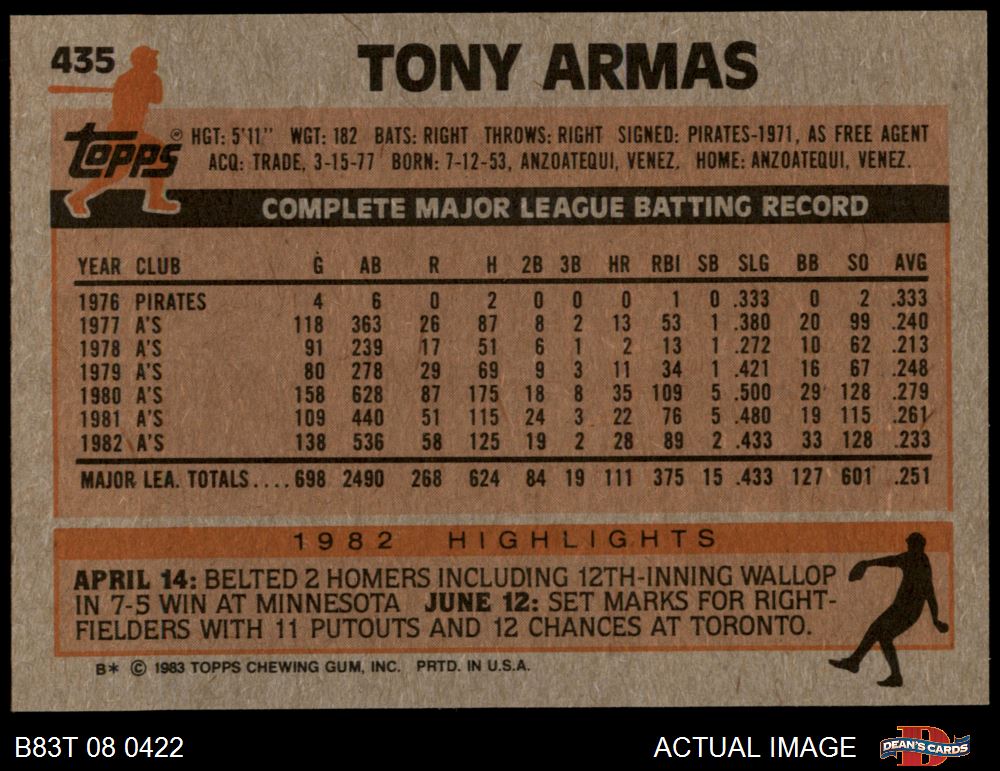 435
TONY ARMAS
Topps®
HGT: 5'11" WGT: 182 BATS: RIGHT THROWS: RIGHT SIGNED: PIRATES-1971, AS FREE AGENT
ACQ: TRADE, 3-15-77 BORN: 7-12-53, ANZOATEQUI, VENEZ. HOME: ANZOATEQUI, VENEZ.
COMPLETE MAJOR LEAGUE BATTING RECORD
YEAR CLUB G AB R H 2B 3B HR RBI SB SLG BB SO AVG
1976 PIRATES 4 6 0 2 0 0 0 1 0 .333 0 2 .333
1977 A'S 118 363 26 87 8 2 13 53 1 .380 20 99 .240
1978 A'S 91 239 17 51 6 1 2 13 1 .272 10 62 .213
1979 A'S 80 278 29 69 9 3 11 34 1 .421 16 67 .248
1980 A'S 158 628 87 175 18 8 35 109 5 .500 29 128 .279
1981 A'S 109 440 51 115 24 3 22 76 5 .480 19 115 .261
1982 A'S 138 536 58 125 19 2 28 89 2 .433 33 128 .233
MAJOR LEA. TOTALS.... 698 2490 268 624 84 19 111 375 15 .433 127 601 .251
1982 HIGHLIGHTS
APRIL 14: BELTED 2 HOMERS INCLUDING 12TH-INNING WALLOP
IN 7-5 WIN AT MINNESOTA JUNE 12: SET MARKS FOR RIGHT-
FIELDERS WITH 11 PUTOUTS AND 12 CHANCES AT TORONTO.
B* © 1983 TOPPS CHEWING GUM, INC. PRTD. IN U.S.A.
B83T 08 0422
ACTUAL IMAGE
DEAN'S CARDS